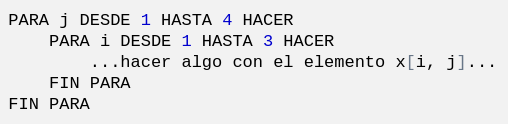 PARA j DESDE 1 HASTA 4 HACER
PARA i DESDE 1 HASTA 3 HACER
...hacer algo con el elemento x[i, j]...
FIN PARA
FIN PARA